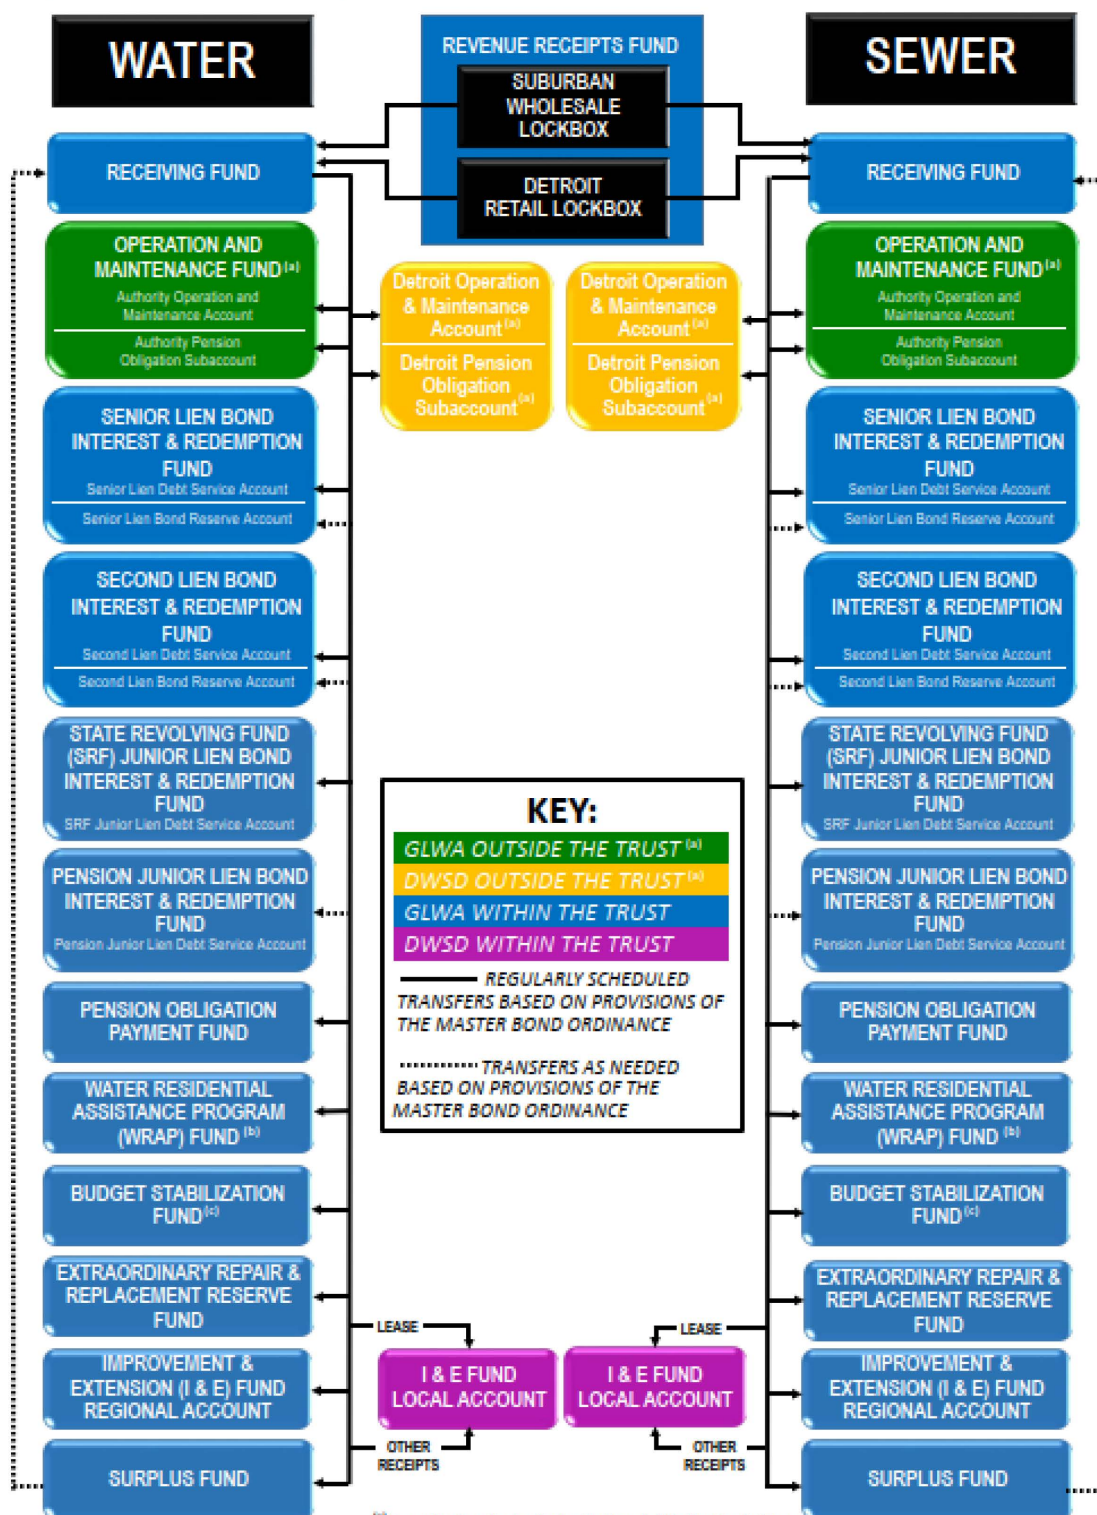 WATER
REVENUE RECEIPTS FUND
SUBURBAN
WHOLESALE
LOCKBOX
DETROIT
RETAIL LOCKBOX
SEWER
RECEIVING FUND
OPERATION AND
MAINTENANCE FUND(a)
Authority Operation and
Maintenance Account
Authority Pension
Obligation Subaccount
SENIOR LIEN BOND
INTEREST & REDEMPTION
FUND
Senior Lien Debt Service Account
Senior Lien Bond Reserve Account
SECOND LIEN BOND
INTEREST & REDEMPTION
FUND
Second Lien Debt Service Account
Second Lien Bond Reserve Account
STATE REVOLVING FUND
(SRF) JUNIOR LIEN BOND
INTEREST & REDEMPTION
FUND
SRF Junior Lien Debt Service Account
PENSION JUNIOR LIEN BOND
INTEREST & REDEMPTION
FUND
Pension Junior Lien Debt Service Account
PENSION OBLIGATION
PAYMENT FUND
WATER RESIDENTIAL
ASSISTANCE PROGRAM
(WRAP) FUND (b)
BUDGET STABILIZATION
FUND(c)
EXTRAORDINARY REPAIR &
REPLACEMENT RESERVE
FUND
IMPROVEMENT &
EXTENSION (I & E) FUND
REGIONAL ACCOUNT
SURPLUS FUND
Detroit Operation
& Maintenance
Account(a)
Detroit Pension
Obligation
Subaccount(a)
Detroit Operation
& Maintenance
Account(a)
Detroit Pension
Obligation
Subaccount(a)
KEY:
GLWA OUTSIDE THE TRUST (a)
DWSD OUTSIDE THE TRUST (a)
GLWA WITHIN THE TRUST
DWSD WITHIN THE TRUST
REGULARLY SCHEDULED
TRANSFERS BASED ON PROVISIONS OF
THE MASTER BOND ORDINANCE
TRANSFERS AS NEEDED
BASED ON PROVISIONS OF THE
MASTER BOND ORDINANCE
LEASE
I & E FUND
LOCAL ACCOUNT
OTHER
RECEIPTS
LEASE
I & E FUND
LOCAL ACCOUNT
OTHER
RECEIPTS
RECEIVING FUND
OPERATION AND
MAINTENANCE FUND(a)
Authority Operation and
Maintenance Account
Authority Pension
Obligation Subaccount
SENIOR LIEN BOND
INTEREST & REDEMPTION
FUND
Senior Lien Debt Service Account
Senior Lien Bond Reserve Account
SECOND LIEN BOND
INTEREST & REDEMPTION
FUND
Second Lien Debt Service Account
Second Lien Bond Reserve Account
STATE REVOLVING FUND
(SRF) JUNIOR LIEN BOND
INTEREST & REDEMPTION
FUND
SRF Junior Lien Debt Service Account
PENSION JUNIOR LIEN BOND
INTEREST & REDEMPTION
FUND
Pension Junior Lien Debt Service Account
PENSION OBLIGATION
PAYMENT FUND
WATER RESIDENTIAL
ASSISTANCE PROGRAM
(WRAP) FUND (b)
BUDGET STABILIZATION
FUND(c)
EXTRAORDINARY REPAIR &
REPLACEMENT RESERVE
FUND
IMPROVEMENT &
EXTENSION (I & E) FUND
REGIONAL ACCOUNT
SURPLUS FUND